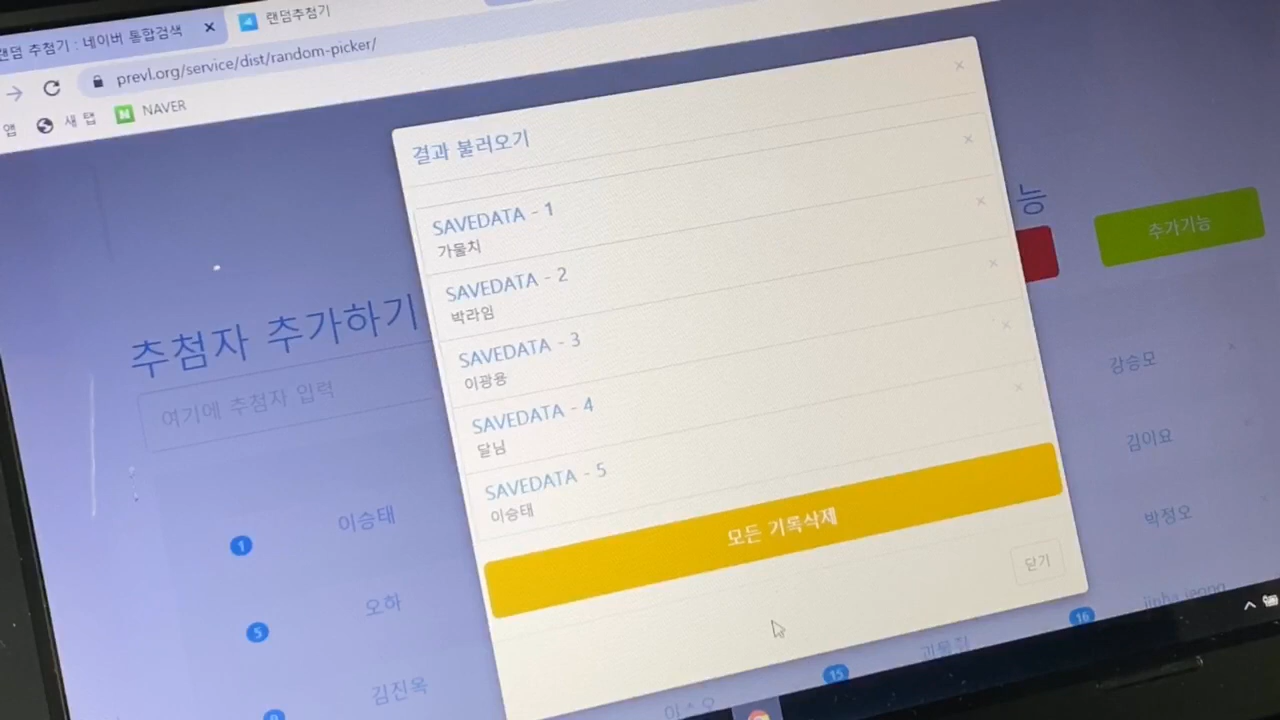 랜덤 추첨기 : 네이버 통합검색
랜덤추첨기
prevl.org/service/dist/random-picker/
앱
새 탭
NAVER
결과 불러오기
SAVEDATA - 1
가물치
SAVEDATA - 2
박라임
SAVEDATA - 3
이광용
SAVEDATA - 4
달님
SAVEDATA - 5
이승태
모든 기록삭제
닫기
능
추가기능
추첨자 추가하기
여기에 추첨자 입력
1
이승태
5
오하
김진옥
강승모
김이요
박정오
16
15